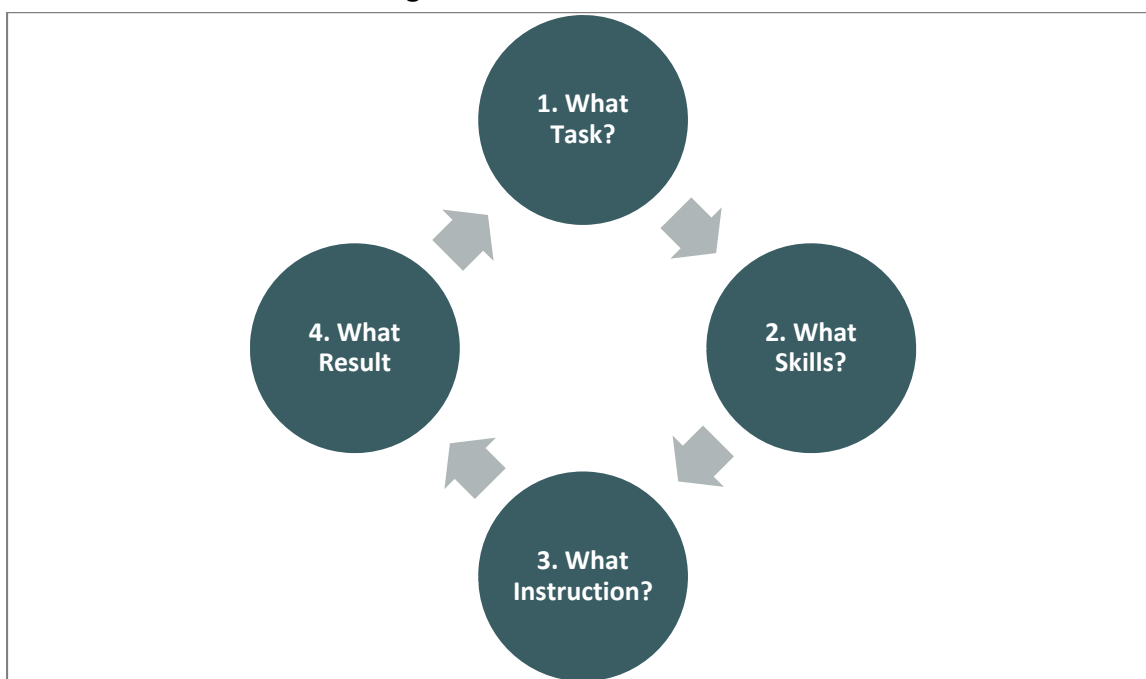 1. What
Task?
2. What
Skills?
3. What
Instruction?
4. What
Result